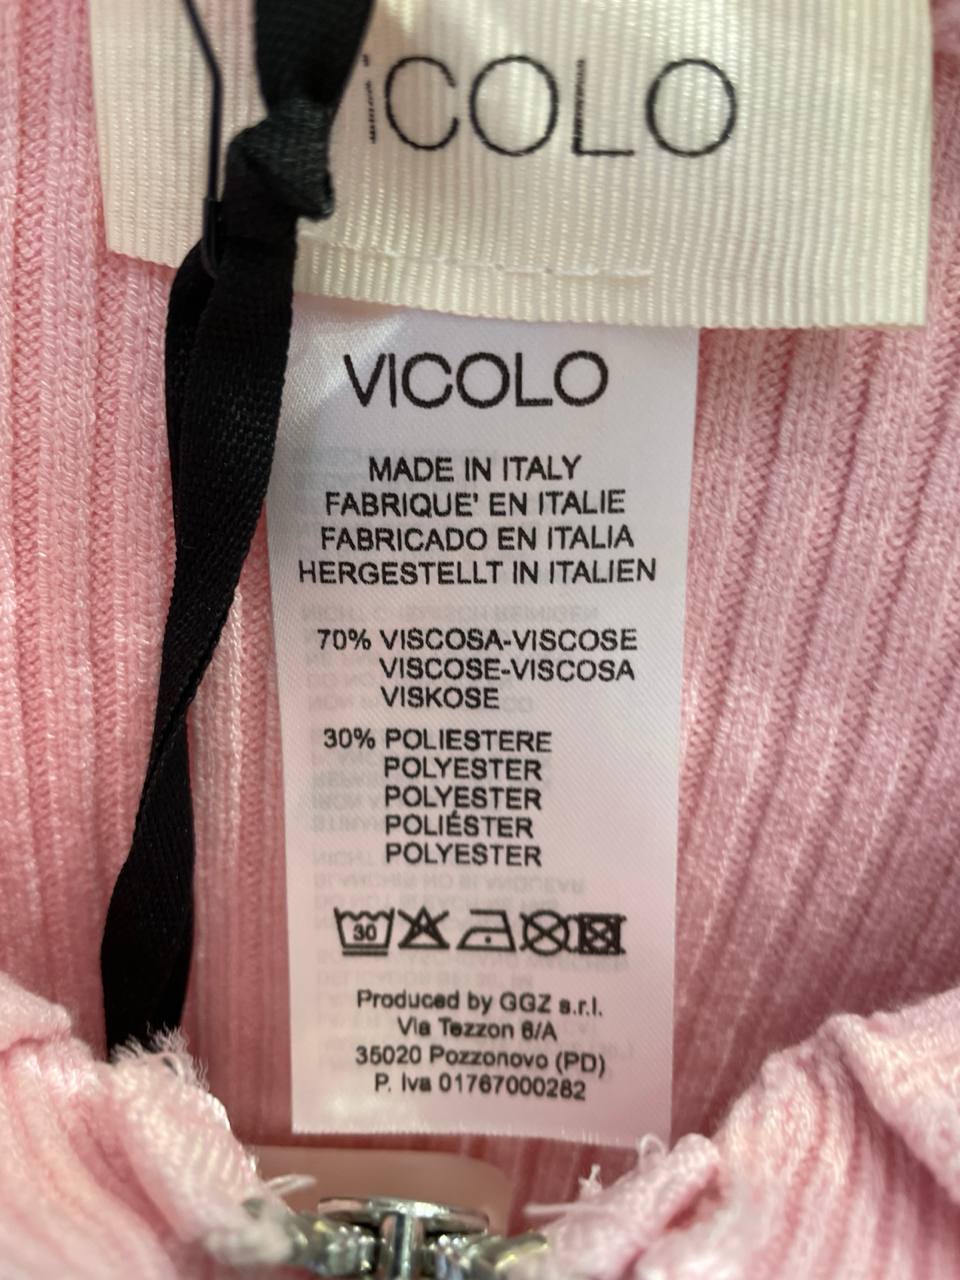 VICOLO
VICOLO
MADE IN ITALY
FABRIQUE' EN ITALIE
FABRICADO EN ITALIA
HERGESTELLT IN ITALIEN
70% VISCOSA-VISCOSE
VISCOSE-VISCOSA
VISKOSE
30% POLIESTERE
POLYESTER
POLYESTER
POLIÉSTER
POLYESTER
30
Produced by GGZ s.r.l.
Via Tezzon 6/A
35020 Pozzonovo (PD)
P. Iva 01767000282